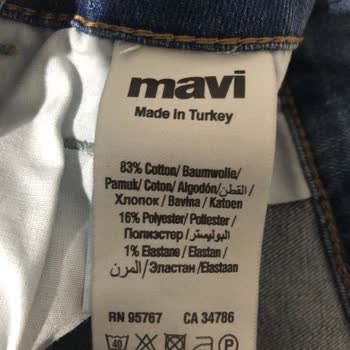 mavi
Made in Turkey
83% Cotton/ Baumwolle/
Pamuk/ Coton/ Algodón/القطن/
Хлопок / Bavlna / Katoen
16% Polyester/ Poliester /
Полиэстер / البوليستر/
1% Elastane / Elastan /
المرن / Эластан /Elastaan
RN 95767 CA 34786
40 P